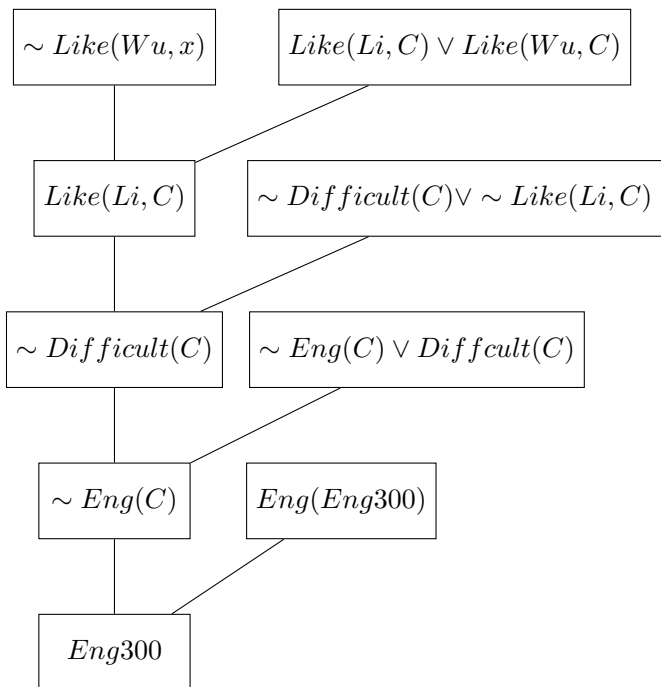 ∼ Like(Wu, x)
Like(Li, C) ∨ Like(Wu, C)
Like(Li, C)
∼ Difficult(C)∨ ∼ Like(Li, C)
∼ Difficult(C)
∼ Eng(C) ∨ Diffcult(C)
∼ Eng(C)
Eng(Eng300)
Eng300